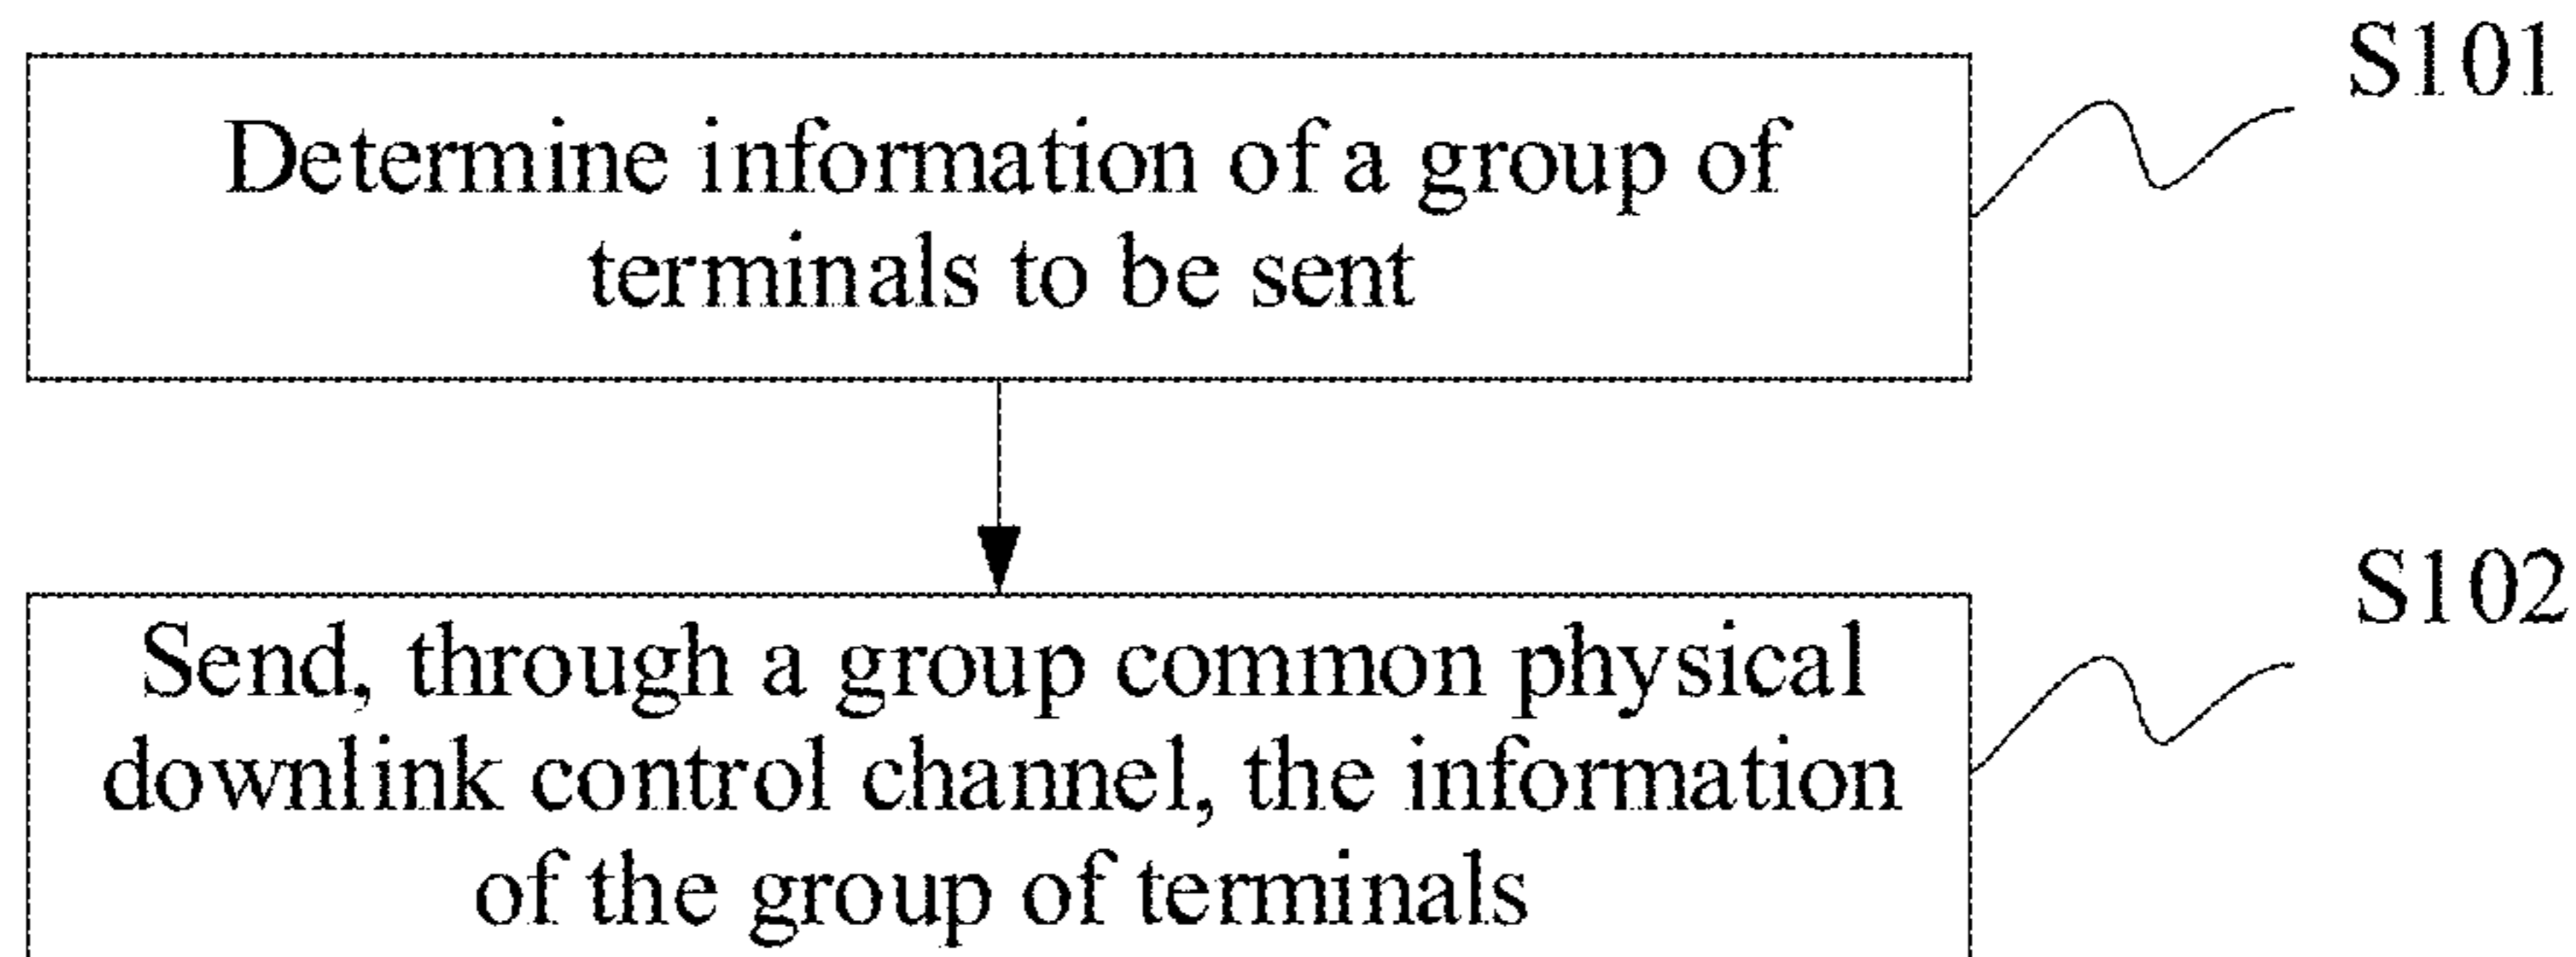 S101
Determine information of a group of
terminals to be sent
S102
Send, through a group common physical
downlink control channel, the information
of the group of terminals